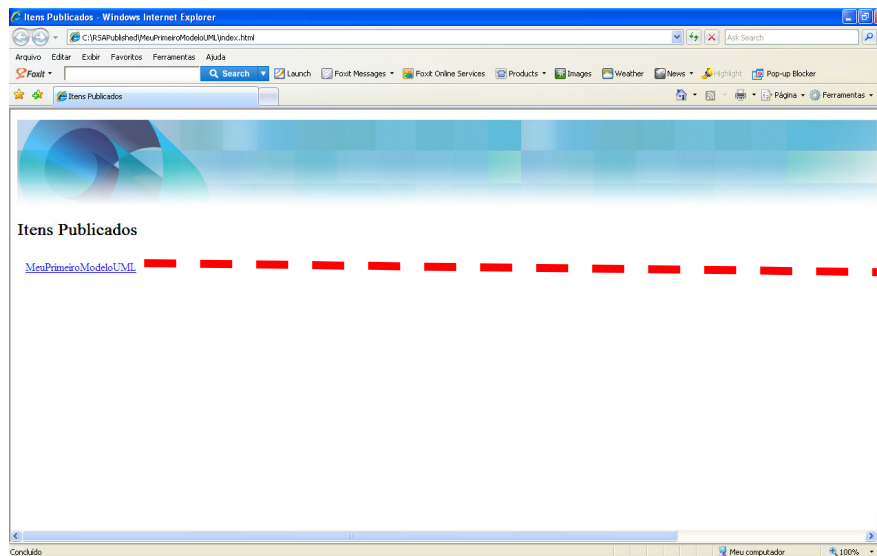 Itens Publicados - Windows Internet Explorer
C:\RSAPublished\MeuPrimeiroModeloUML\index.html
Ask Search
Arquivo Editar Exibir Favoritos Ferramentas Ajuda
Foxit Search Launch Foxit Messages Foxit Online Services Products Images Weather News Highlight Pop-up Blocker
Itens Publicados Página Ferramentas
Itens Publicados
MeuPrimeiroModeloUML
Concluído Meu computador 100%